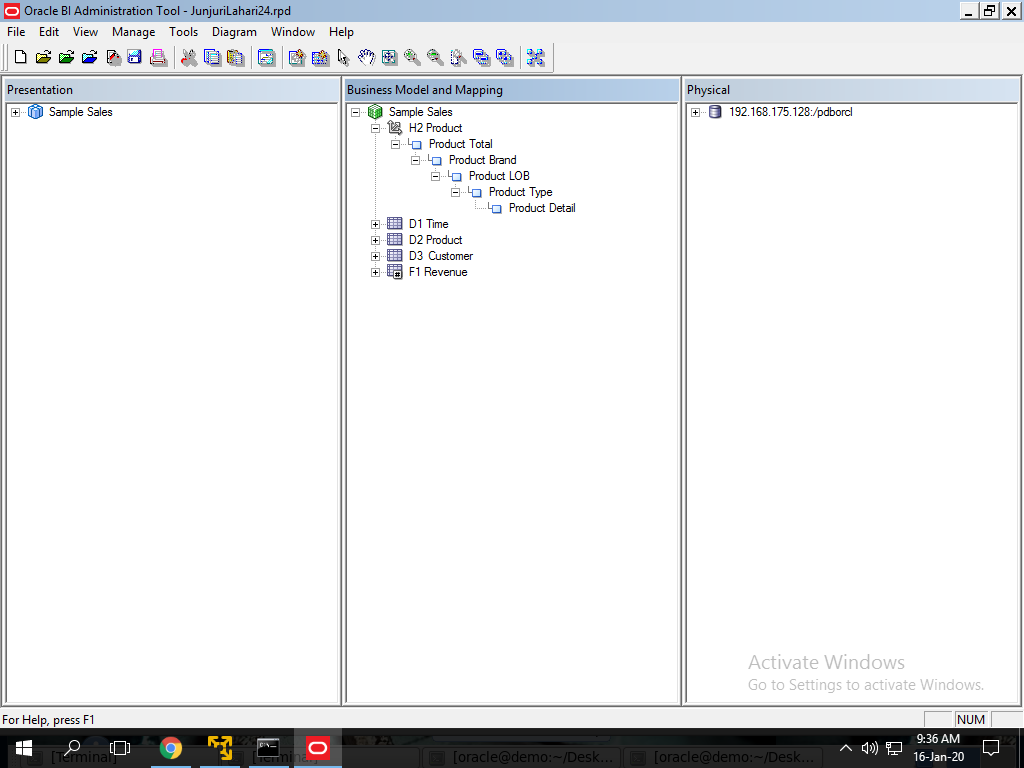 Oracle BI Administration Tool - JunjuriLahari24.rpd
File Edit View Manage Tools Diagram Window Help
Presentation
Sample Sales
Business Model and Mapping
Sample Sales
H2 Product
Product Total
Product Brand
Product LOB
Product Type
Product Detail
D1 Time
D2 Product
D3 Customer
F1 Revenue
Physical
192.168.175.128:/pdborcl
Activate Windows
Go to Settings to activate Windows.
For Help, press F1
NUM
[Terminal]
[Terminal]
[oracle@demo:~/Desk...
[oracle@demo:~/Desk...
9:36 AM
16-Jan-20